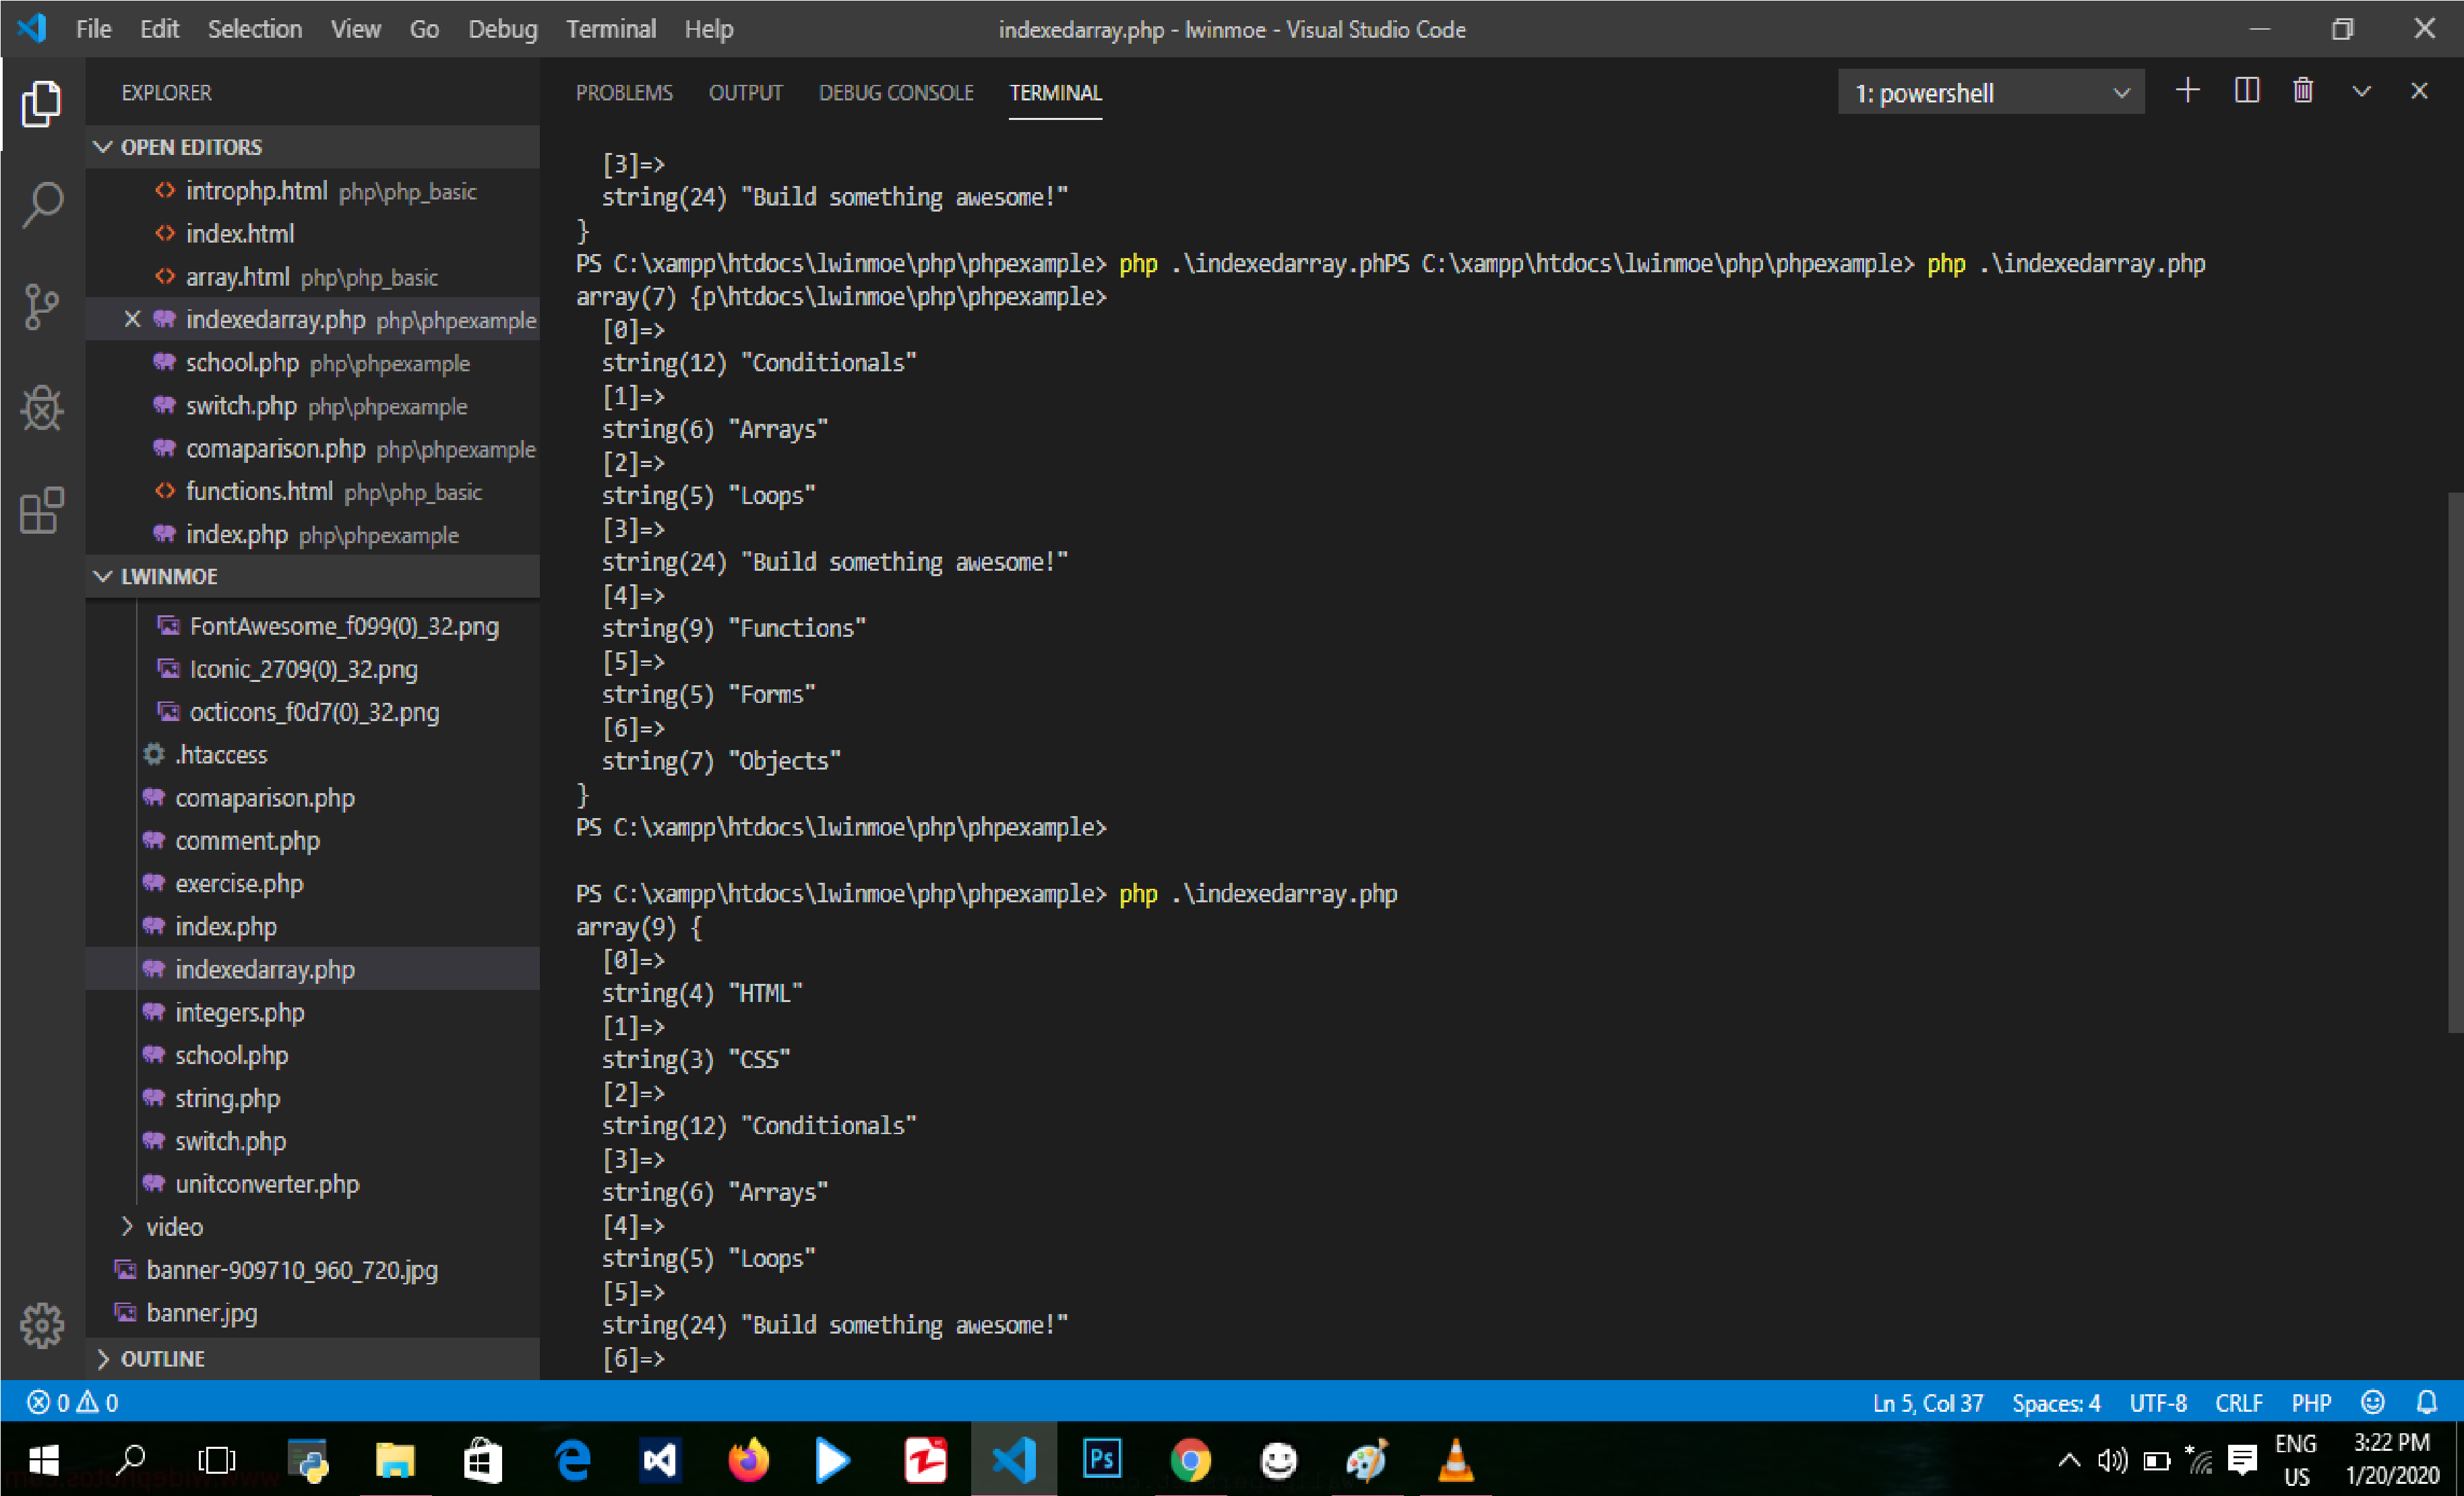 File Edit Selection View Go Debug Terminal Help
indexedarray.php - lwinmoe - Visual Studio Code
EXPLORER
OPEN EDITORS
introphp.html php\php_basic
index.html
array.html php\php_basic
indexedarray.php php\phpexample
school.php php\phpexample
switch.php php\phpexample
comaparison.php php\phpexample
functions.html php\php_basic
index.php php\phpexample
LWINMOE
FontAwesome_f099(0)_32.png
Iconic_2709(0)_32.png
octicons_f0d7(0)_32.png
.htaccess
comaparison.php
comment.php
exercise.php
index.php
indexedarray.php
integers.php
school.php
string.php
switch.php
unitconverter.php
video
banner-909710_960_720.jpg
banner.jpg
OUTLINE
PROBLEMS OUTPUT DEBUG CONSOLE TERMINAL
1: powershell
[3]=>
string(24) "Build something awesome!"
}
PS C:\xampp\htdocs\lwinmoe\php\phpexample> php .\indexedarray.phPS C:\xampp\htdocs\lwinmoe\php\phpexample> php .\indexedarray.php
array(7) {p\htdocs\lwinmoe\php\phpexample>
[0]=>
string(12) "Conditionals"
[1]=>
string(6) "Arrays"
[2]=>
string(5) "Loops"
[3]=>
string(24) "Build something awesome!"
[4]=>
string(9) "Functions"
[5]=>
string(5) "Forms"
[6]=>
string(7) "Objects"
}
PS C:\xampp\htdocs\lwinmoe\php\phpexample>
PS C:\xampp\htdocs\lwinmoe\php\phpexample> php .\indexedarray.php
array(9) {
[0]=>
string(4) "HTML"
[1]=>
string(3) "CSS"
[2]=>
string(12) "Conditionals"
[3]=>
string(6) "Arrays"
[4]=>
string(5) "Loops"
[5]=>
string(24) "Build something awesome!"
[6]=>
0 0
Ln 5, Col 37 Spaces: 4 UTF-8 CRLF PHP
Ps
ENG
US
3:22 PM
1/20/2020